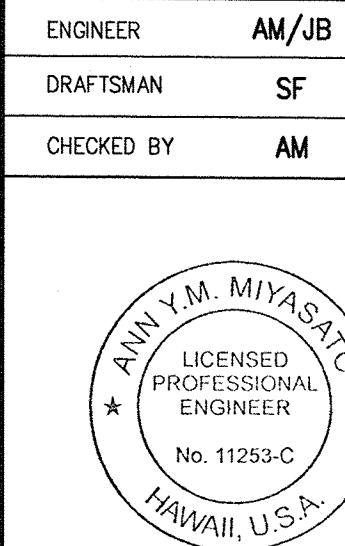 ENGINEER AM/JB
DRAFTSMAN SF
CHECKED BY AM
ANN Y.M. MIYASATO
LICENSED
PROFESSIONAL
ENGINEER
No. 11253-C
HAWAII, U.S.A.